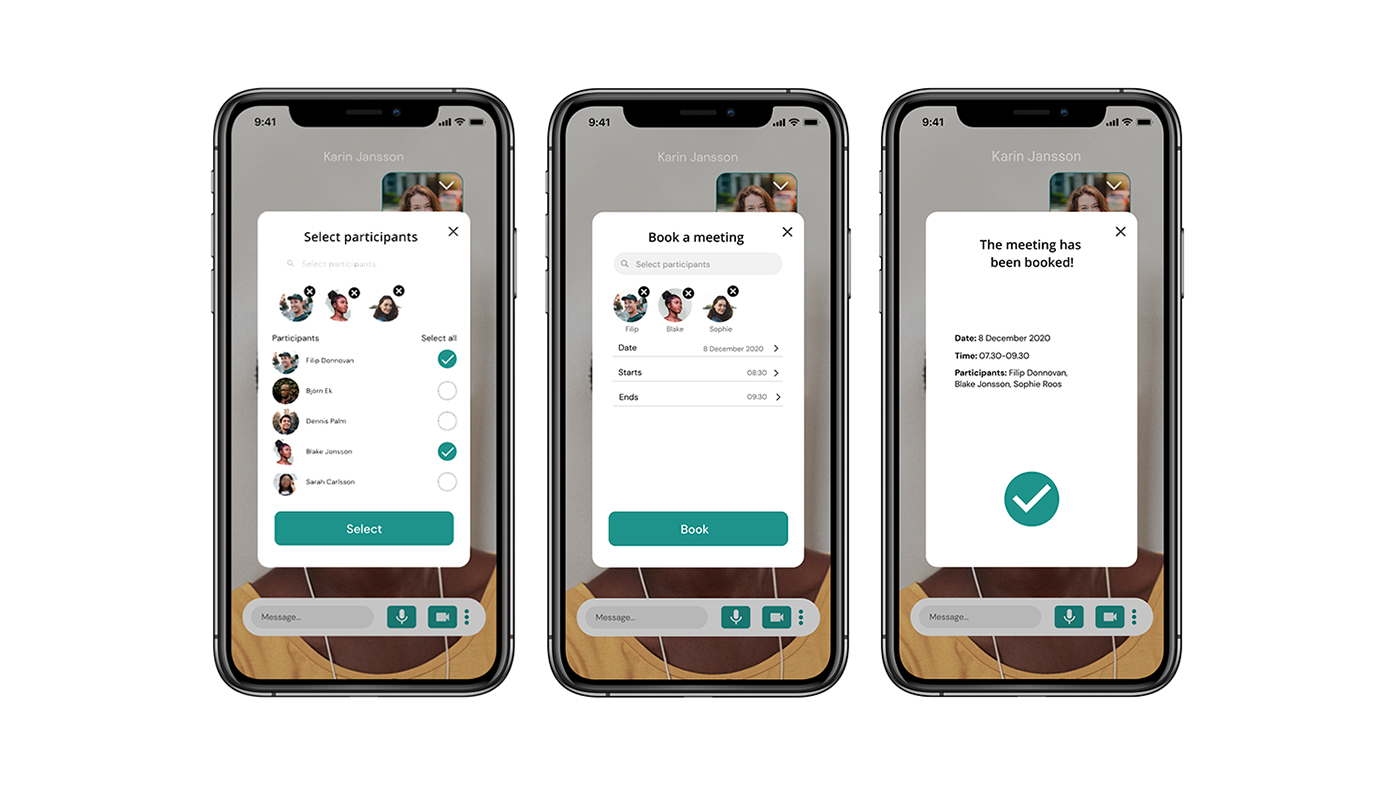 9:41
Karin Jansson
Select participants
Select participants
Participants
Select all
Filip Donnovan
Björn Ek
Dennis Palm
Blake Jonsson
Sarah Carlsson
Select
Message...
9:41
Karin Jansson
Book a meeting
Select participants
Filip
Blake
Sophie
Date
8 December 2020
Starts
08:30
Ends
09:30
Book
Message...
9:41
Karin Jansson
The meeting has
been booked!
Date: 8 December 2020
Time: 07.30-09.30
Participants: Filip Donnovan,
Blake Jonsson, Sophie Roos
Message...